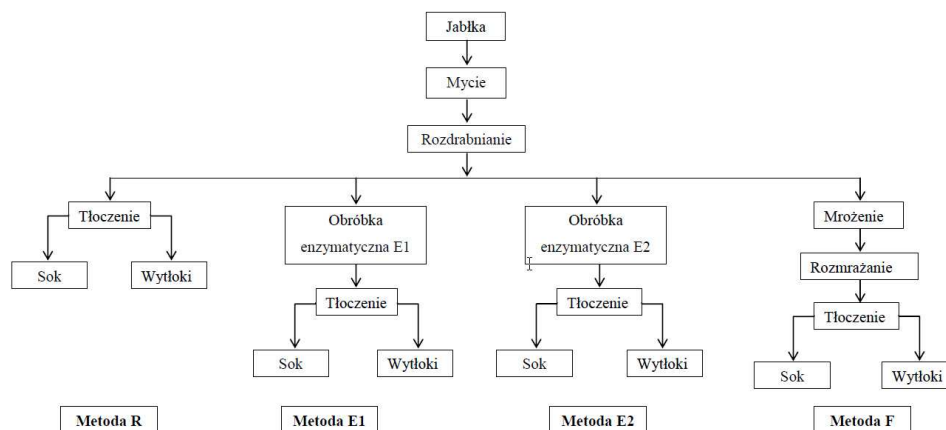 Jabłka
Mycie
Rozdrabnianie
Tłoczenie
Sok
Wytłoki
Obróbka
enzymatyczna E1
Tłoczenie
Sok
Wytłoki
Obróbka
enzymatyczna E2
Tłoczenie
Sok
Wytłoki
Mrożenie
Rozmrażanie
Tłoczenie
Sok
Wytłoki
Metoda R
Metoda E1
Metoda E2
Metoda F